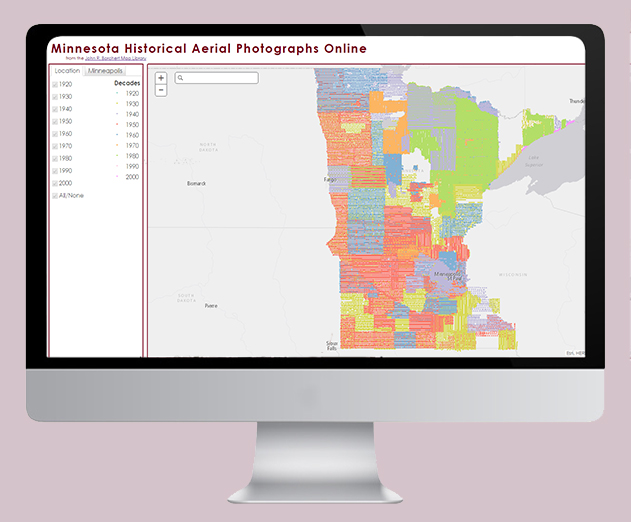 Minnesota Historical Aerial Photographs Online
from the John R. Borchert Map Library
Location Minneapolis
Decades
1920
1930
1940
1950
1960
1970
1980
1990
2000
All/None
1920
1930
1940
1950
1960
1970
1980
1990
2000
+
−
NORTH
DAKOTA
Bismarck
Fargo
SOUTH
DAKOTA
Pierre
Sioux
Falls
Minneapolis
St Paul
WISCONSIN
Lake
Superior
Thunder
Esri, HERE